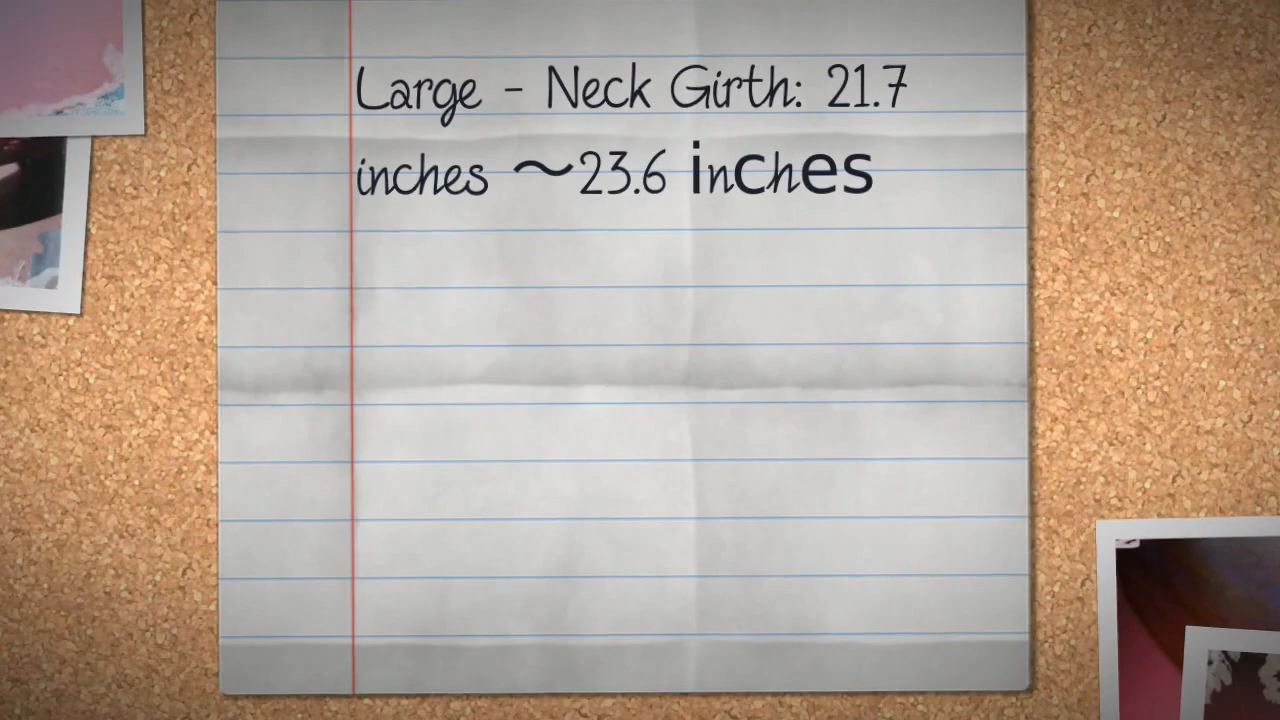 Large - Neck Girth: 21.7
inches ～23.6 inches